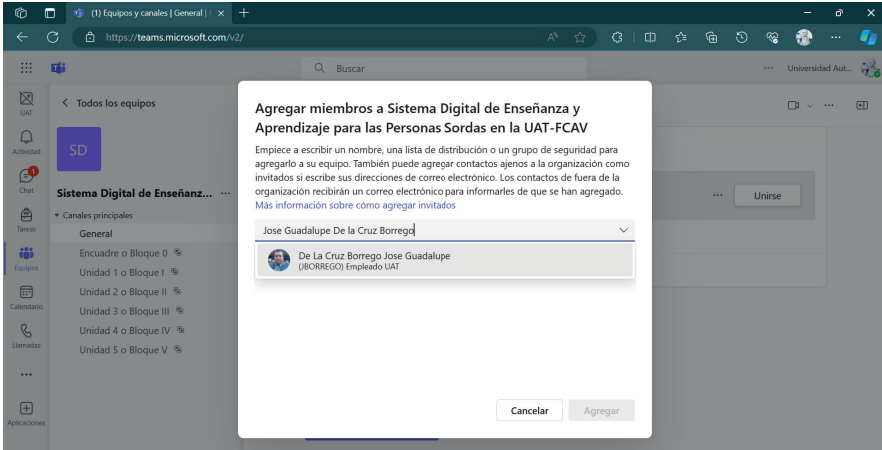 (1) Equipos y canales | General |
https://teams.microsoft.com/v2/
Buscar
Universidad Aut...
UAT
Actividad
Chat
1
Tareas
Equipos
Calendario
Llamadas
Aplicaciones
Todos los equipos
SD
Sistema Digital de Enseñanz...
Canales principales
General
Encuadre o Bloque 0
Unidad 1 o Bloque I
Unidad 2 o Bloque II
Unidad 3 o Bloque III
Unidad 4 o Bloque IV
Unidad 5 o Bloque V
Agregar miembros a Sistema Digital de Enseñanza y
Aprendizaje para las Personas Sordas en la UAT-FCAV
Empiece a escribir un nombre, una lista de distribución o un grupo de seguridad para
agregarlo a su equipo. También puede agregar contactos ajenos a la organización como
invitados si escribe sus direcciones de correo electrónico. Los contactos de fuera de la
organización recibirán un correo electrónico para informarles de que se han agregado.
Más información sobre cómo agregar invitados
Jose Guadalupe De la Cruz Borrego
De La Cruz Borrego Jose Guadalupe
(JBORREGO) Empleado UAT
Cancelar
Agregar
Unirse